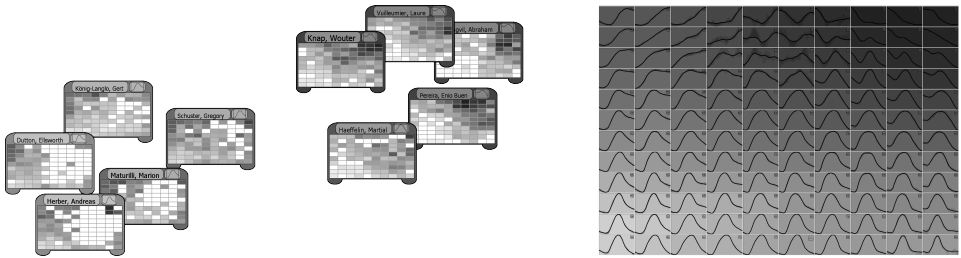 König-Langlo, Gert
Schuster, Gregory
Dutton, Ellsworth
Maturilli, Marion
Herber, Andreas
Vuilleumier, Laure
Knap, Wouter
Abraham
Pereira, Enio Buen
Haeffelin, Martial